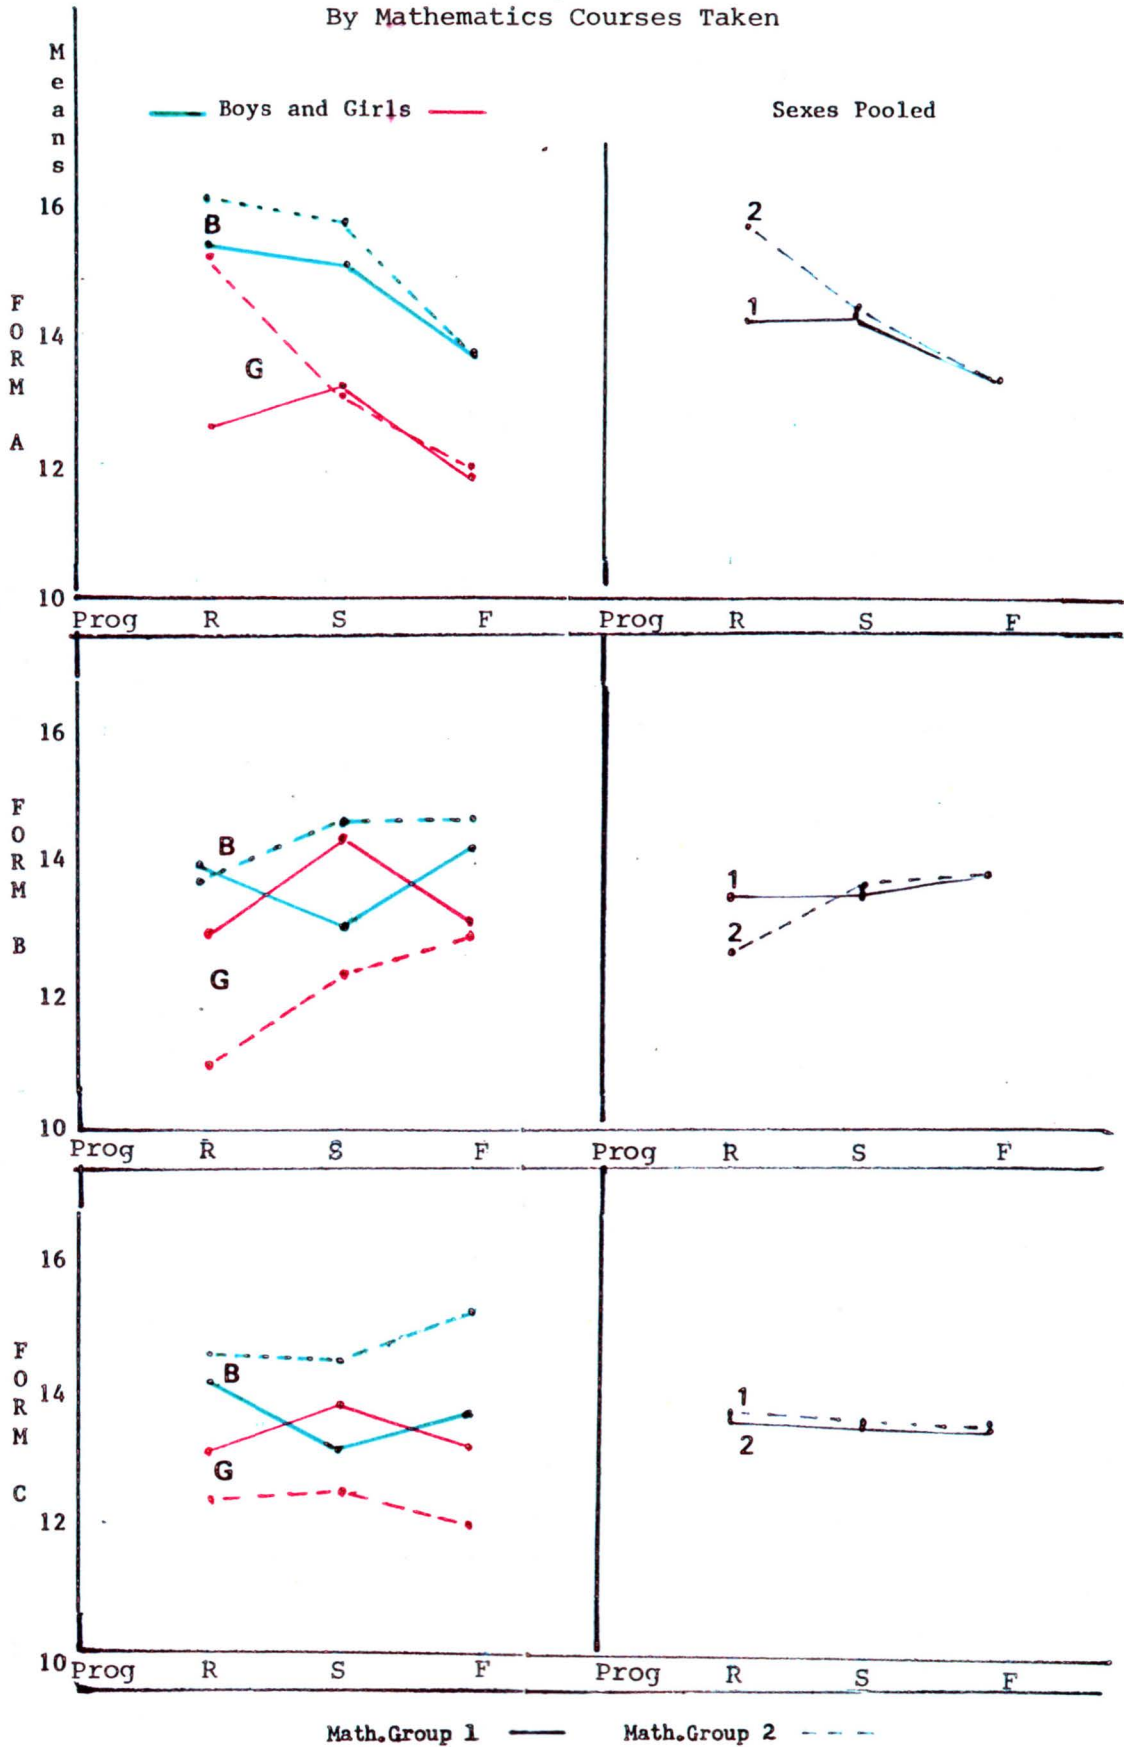 By Mathematics Courses Taken
Means
Boys and Girls
Sexes Pooled
FORM A
16
14
12
10
B
G
2
1
Prog R S F
Prog R S F
FORM B
16
14
12
10
B
G
1
2
Prog R S F
Prog R S F
FORM C
16
14
12
10
B
G
1
2
Prog R S F
Prog R S F
Math.Group 1
Math.Group 2